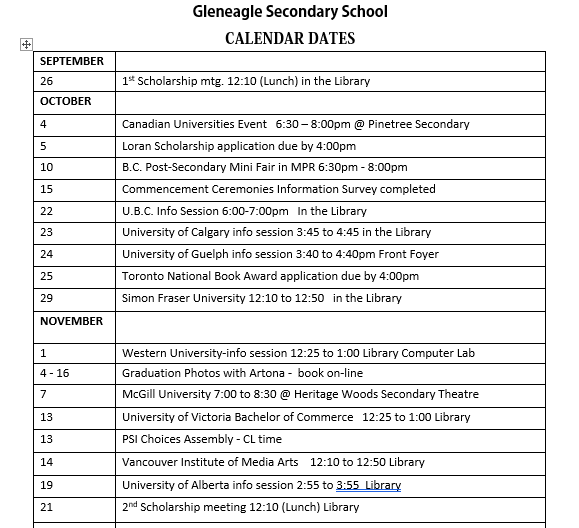 Gleneagle Secondary School
CALENDAR DATES
SEPTEMBER
26 1st Scholarship mtg. 12:10 (Lunch) in the Library
OCTOBER
4 Canadian Universities Event 6:30 – 8:00pm @ Pinetree Secondary
5 Loran Scholarship application due by 4:00pm
10 B.C. Post-Secondary Mini Fair in MPR 6:30pm - 8:00pm
15 Commencement Ceremonies Information Survey completed
22 U.B.C. Info Session 6:00-7:00pm In the Library
23 University of Calgary info session 3:45 to 4:45 in the Library
24 University of Guelph info session 3:40 to 4:40pm Front Foyer
25 Toronto National Book Award application due by 4:00pm
29 Simon Fraser University 12:10 to 12:50 in the Library
NOVEMBER
1 Western University-info session 12:25 to 1:00 Library Computer Lab
4 - 16 Graduation Photos with Artona - book on-line
7 McGill University 7:00 to 8:30 @ Heritage Woods Secondary Theatre
13 University of Victoria Bachelor of Commerce 12:25 to 1:00 Library
13 PSI Choices Assembly - CL time
14 Vancouver Institute of Media Arts 12:10 to 12:50 Library
19 University of Alberta info session 2:55 to 3:55 Library
21 2nd Scholarship meeting 12:10 (Lunch) Library